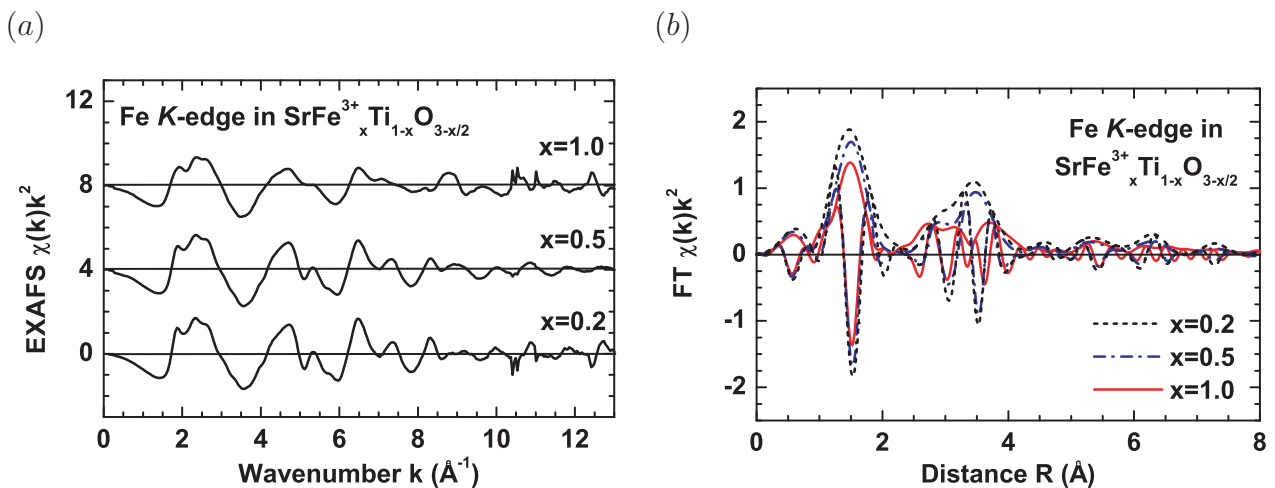 (a)
Fe K-edge in SrFe³⁺ₓTi₁₋ₓO₃₋ₓ/₂
x=1.0
x=0.5
x=0.2
EXAFS χ(k)k²
12
8
4
0
0
2
4
6
8
10
12
Wavenumber k (Å⁻¹)
(b)
Fe K-edge in
SrFe³⁺ₓTi₁₋ₓO₃₋ₓ/₂
FT χ(k)k²
2
1
0
-1
-2
x=0.2
x=0.5
x=1.0
0
2
4
6
8
Distance R (Å)